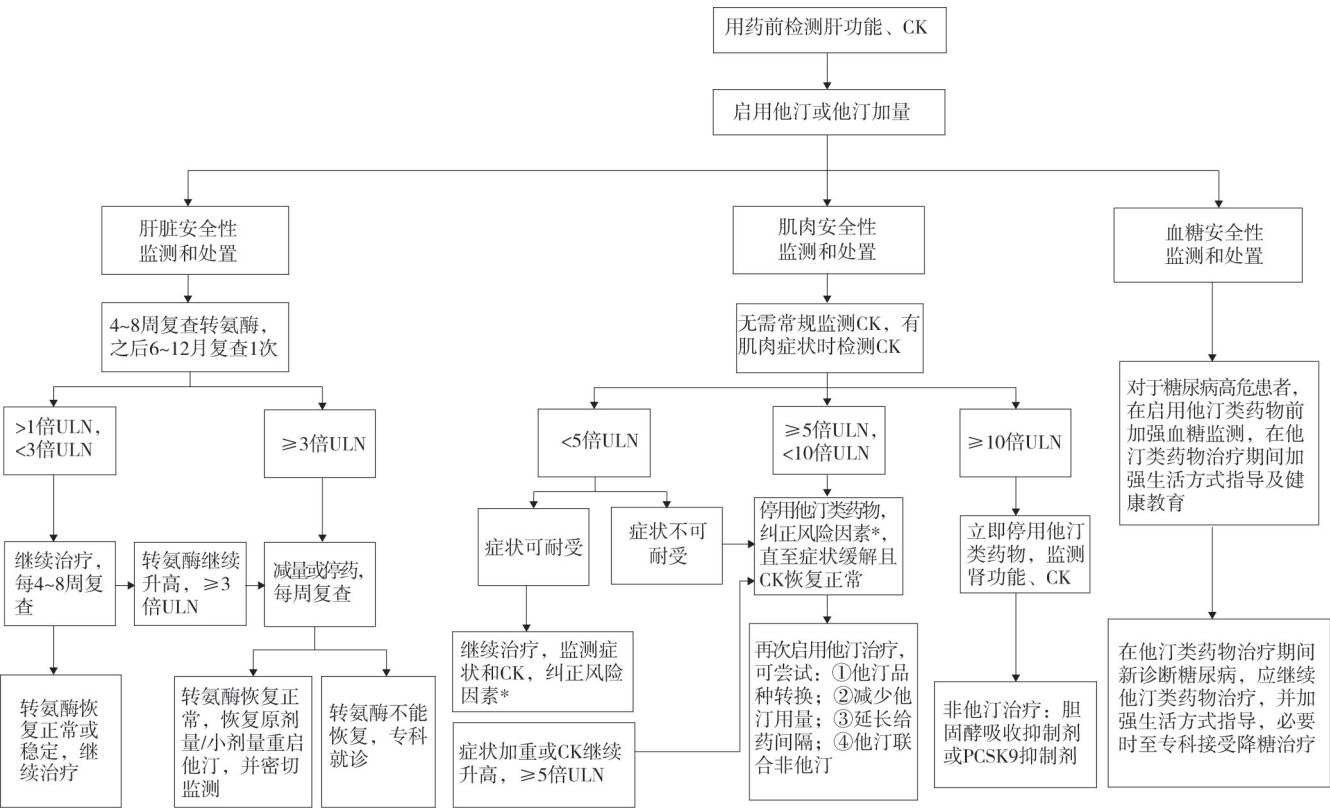 用药前检测肝功能、CK
启用他汀或他汀加量
肝脏安全性
监测和处置
4~8周复查转氨酶，
之后6~12月复查1次
>1倍ULN，
<3倍ULN
≥3倍ULN
继续治疗，
每4~8周复
查
转氨酶继续
升高，≥3
倍ULN
减量或停药，
每周复查
转氨酶恢
复正常或
稳定，继
续治疗
转氨酶恢复正
常，恢复原剂
量/小剂量重启
他汀，并密切
监测
转氨酶不能
恢复，专科
就诊
肌肉安全性
监测和处置
无需常规监测CK，有
肌肉症状时检测CK
<5倍ULN
≥5倍ULN，
<10倍ULN
≥10倍ULN
症状可耐受
症状不可
耐受
停用他汀类药物，
纠正风险因素*，
直至症状缓解且
CK恢复正常
立即停用他汀
类药物，监测
肾功能、CK
继续治疗，监测症
状和CK，纠正风险
因素*
症状加重或CK继续
升高，≥5倍ULN
再次启用他汀治疗，
可尝试：①他汀品
种转换；②减少他
汀用量；③延长给
药间隔；④他汀联
合非他汀
非他汀治疗：胆
固醇吸收抑制剂
或PCSK9抑制剂
血糖安全性
监测和处置
对于糖尿病高危患者，
在启用他汀类药物前
加强血糖监测，在他
汀类药物治疗期间加
强生活方式指导及健
康教育
在他汀类药物治疗期间
新诊断糖尿病，应继续
他汀类药物治疗，并加
强生活方式指导，必要
时至专科接受降糖治疗